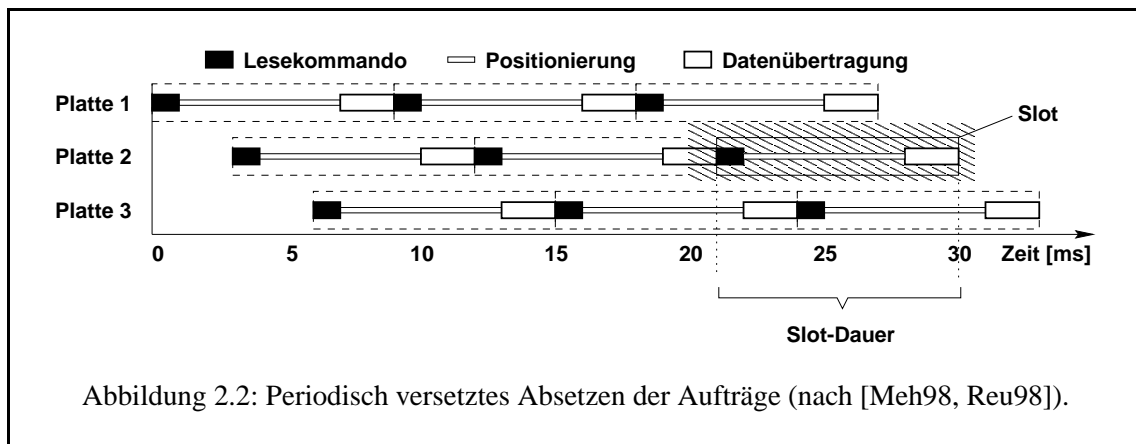 Lesekommando Positionierung Datenübertragung
Platte 1
Slot
Platte 2
Platte 3
0 5 10 15 20 25 30 Zeit [ms]
Slot-Dauer
Abbildung 2.2: Periodisch versetztes Absetzen der Aufträge (nach [Meh98, Reu98]).